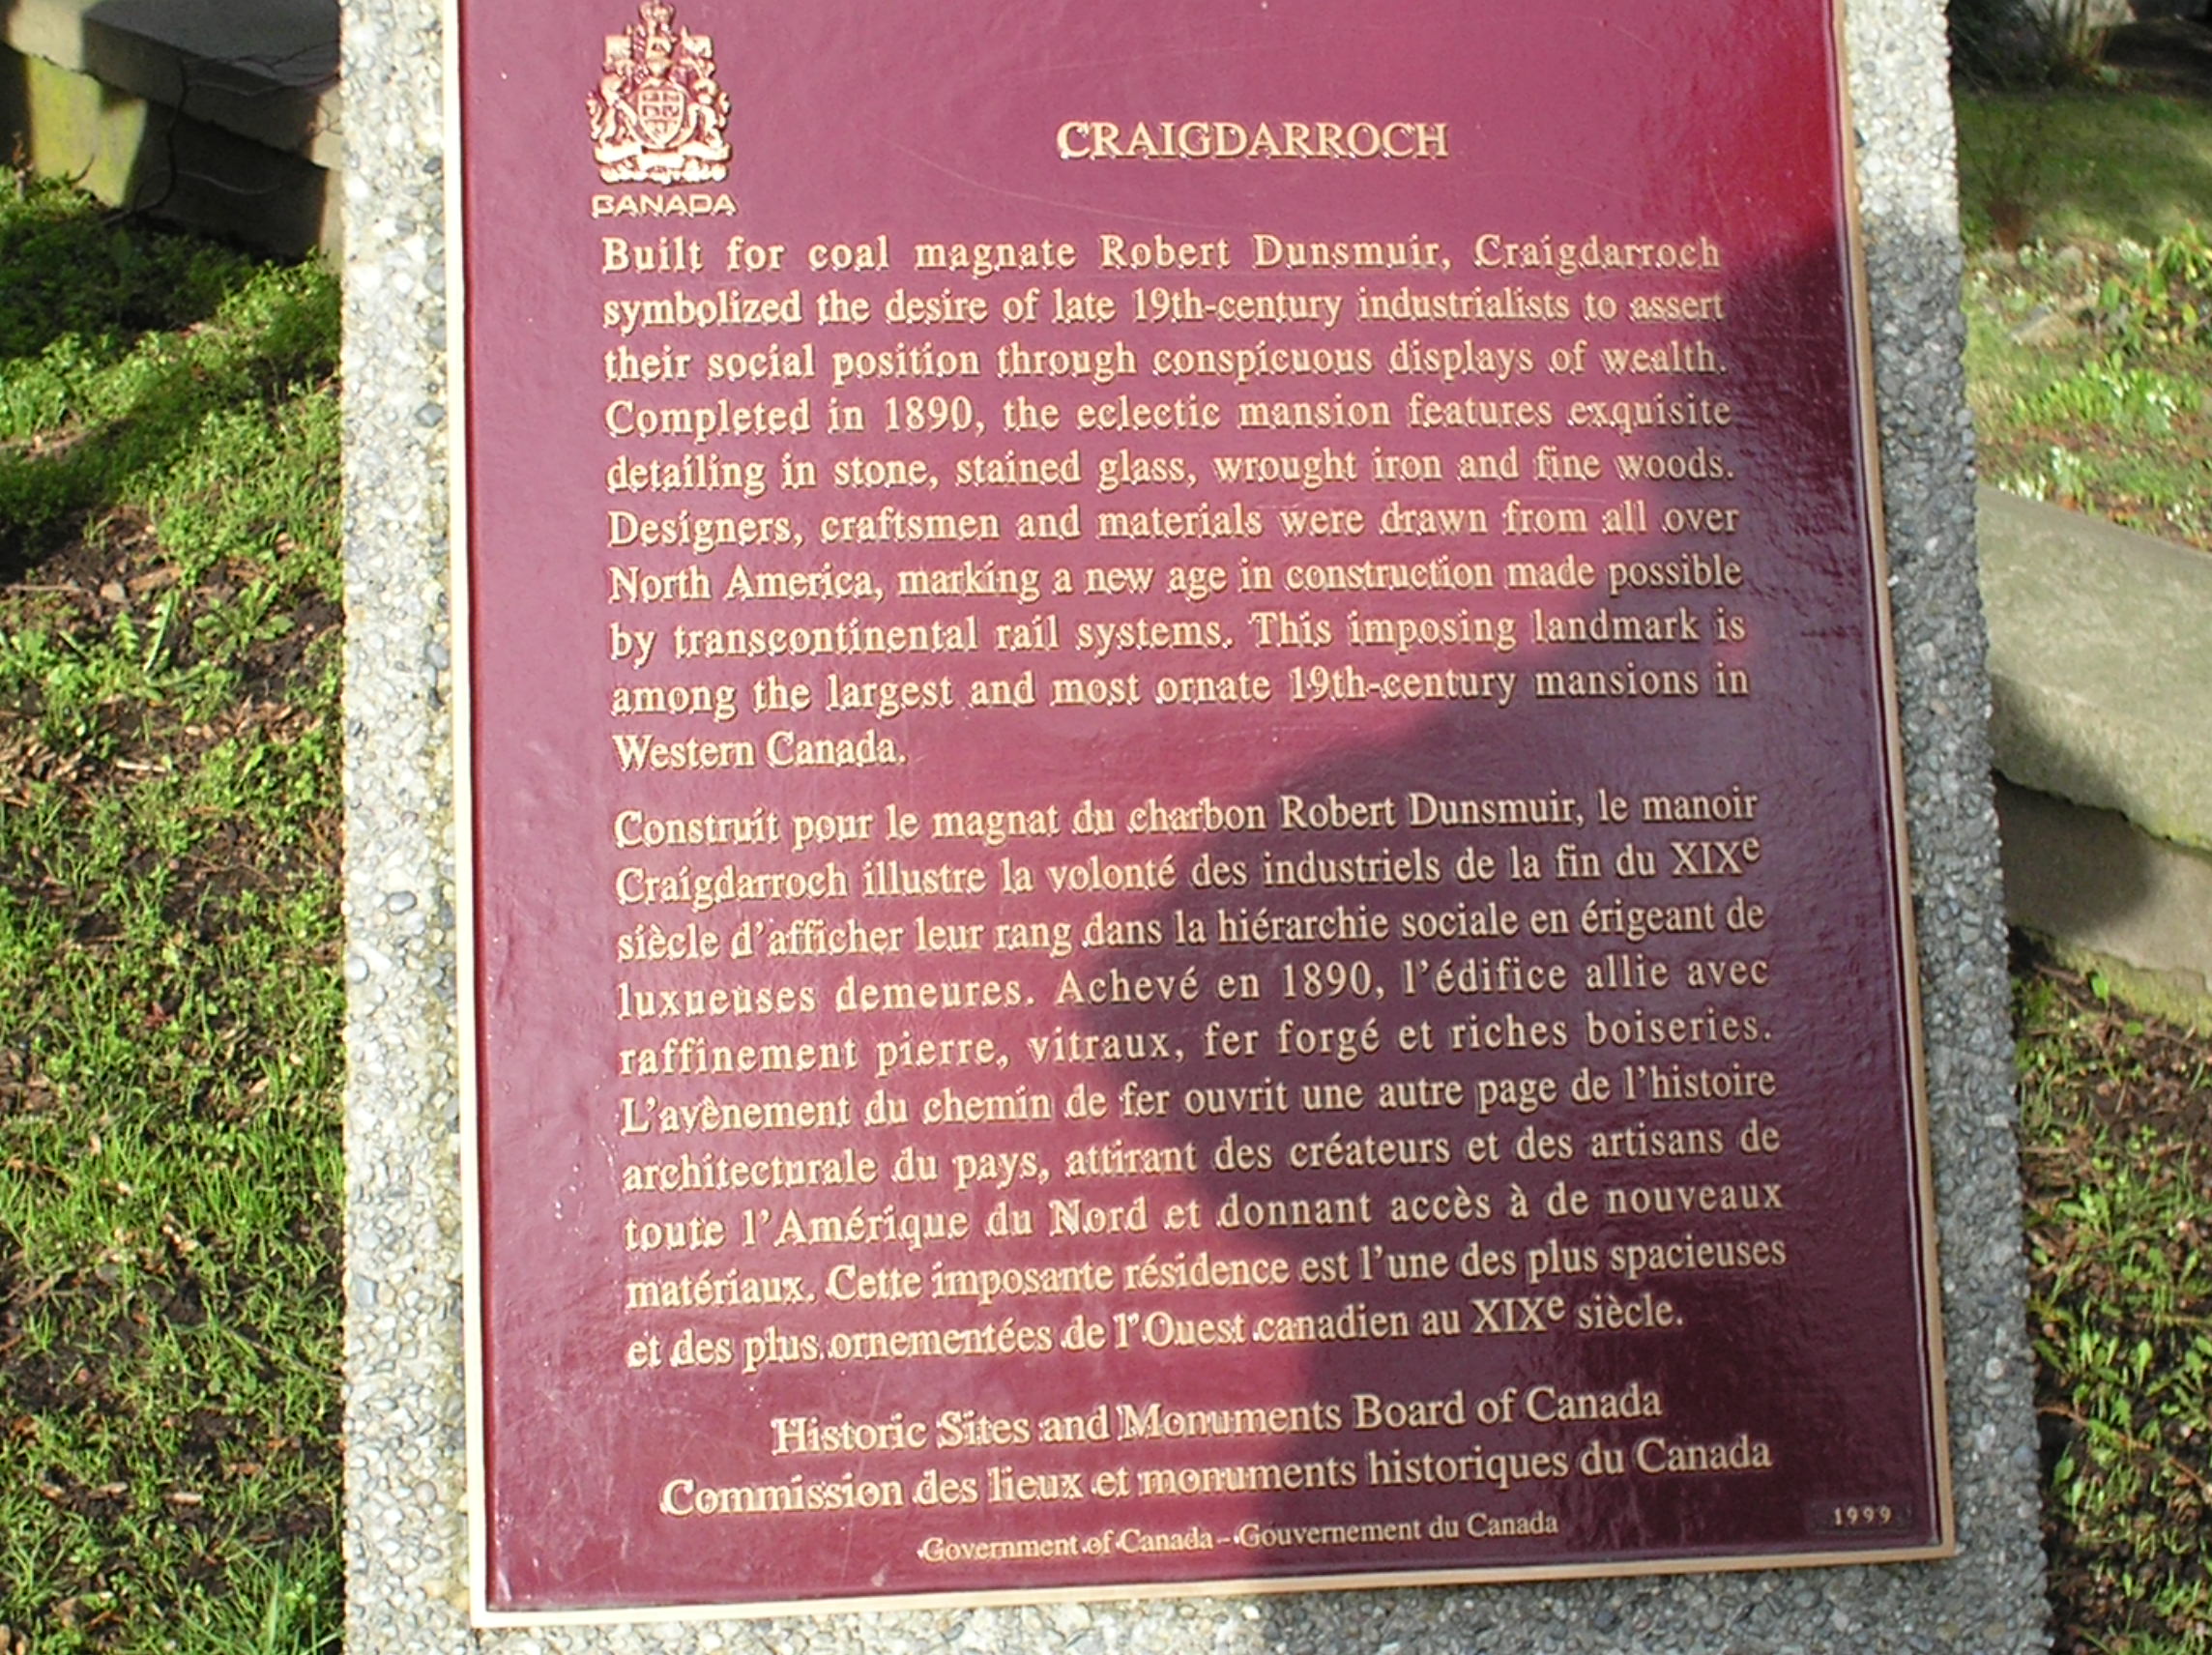 CANADA
CRAIGDARROCH
Built for coal magnate Robert Dunsmuir, Craigdarroch
symbolized the desire of late 19th-century industrialists to assert
their social position through conspicuous displays of wealth.
Completed in 1890, the eclectic mansion features exquisite
detailing in stone, stained glass, wrought iron and fine woods.
Designers, craftsmen and materials were drawn from all over
North America, marking a new age in construction made possible
by transcontinental rail systems. This imposing landmark is
among the largest and most ornate 19th-century mansions in
Western Canada.
Construit pour le magnat du charbon Robert Dunsmuir, le manoir
Craigdarroch illustre la volonté des industriels de la fin du XIXe
siècle d'afficher leur rang dans la hiérarchie sociale en érigeant de
luxueuses demeures. Achevé en 1890, l'édifice allie avec
raffinement pierre, vitraux, fer forgé et riches boiseries.
L'avènement du chemin de fer ouvrit une autre page de l'histoire
architecturale du pays, attirant des créateurs et des artisans de
toute l'Amérique du Nord et donnant accès à de nouveaux
matériaux. Cette imposante résidence est l'une des plus spacieuses
et des plus ornementées de l'Ouest canadien au XIXe siècle.
Historic Sites and Monuments Board of Canada
Commission des lieux et monuments historiques du Canada
Government of Canada – Gouvernement du Canada
1999